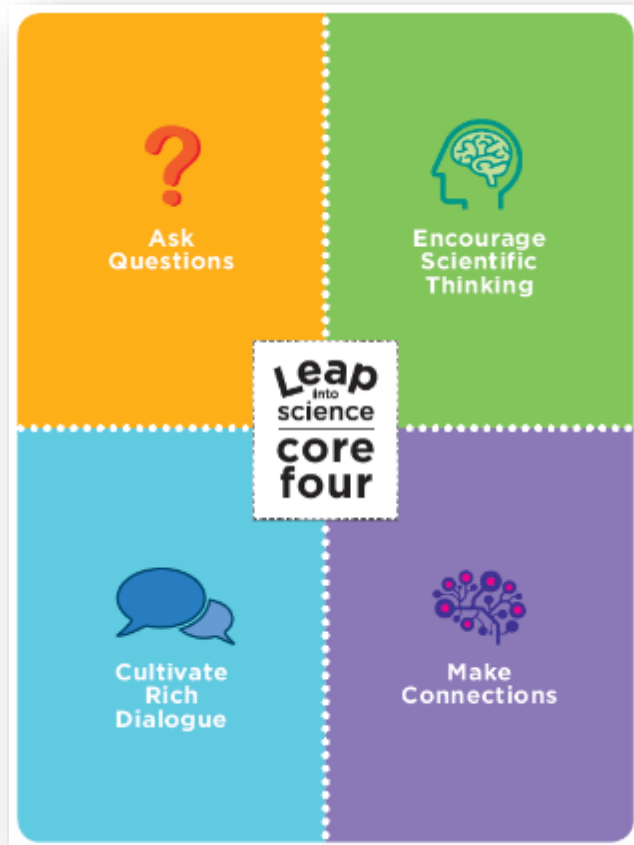 ?
Ask
Questions
Encourage
Scientific
Thinking
Leap
into
science
core
four
Cultivate
Rich
Dialogue
Make
Connections